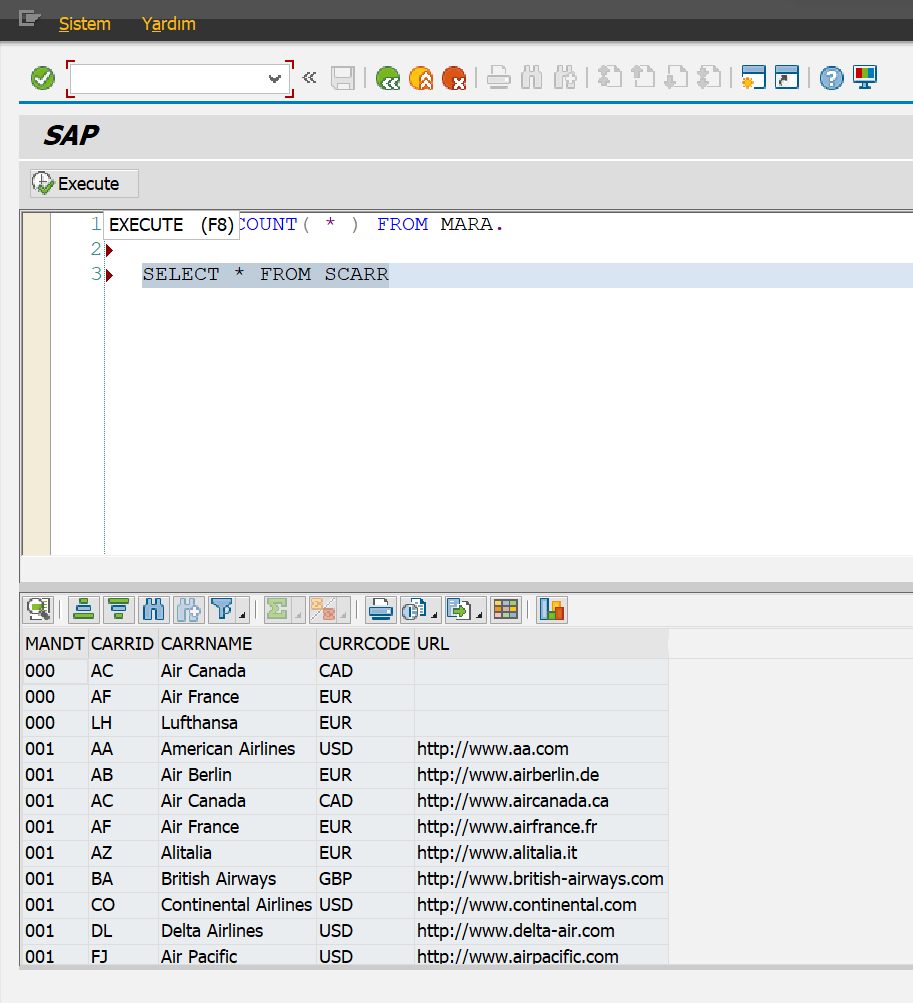 Sistem Yardım
SAP
Execute
1 EXECUTE (F8) COUNT( * ) FROM MARA.
2
3 SELECT * FROM SCARR
MANDT CARRID CARRNAME CURRCODE URL
000 AC Air Canada CAD
000 AF Air France EUR
000 LH Lufthansa EUR
001 AA American Airlines USD http://www.aa.com
001 AB Air Berlin EUR http://www.airberlin.de
001 AC Air Canada CAD http://www.aircanada.ca
001 AF Air France EUR http://www.airfrance.fr
001 AZ Alitalia EUR http://www.alitalia.it
001 BA British Airways GBP http://www.british-airways.com
001 CO Continental Airlines USD http://www.continental.com
001 DL Delta Airlines USD http://www.delta-air.com
001 FJ Air Pacific USD http://www.airpacific.com